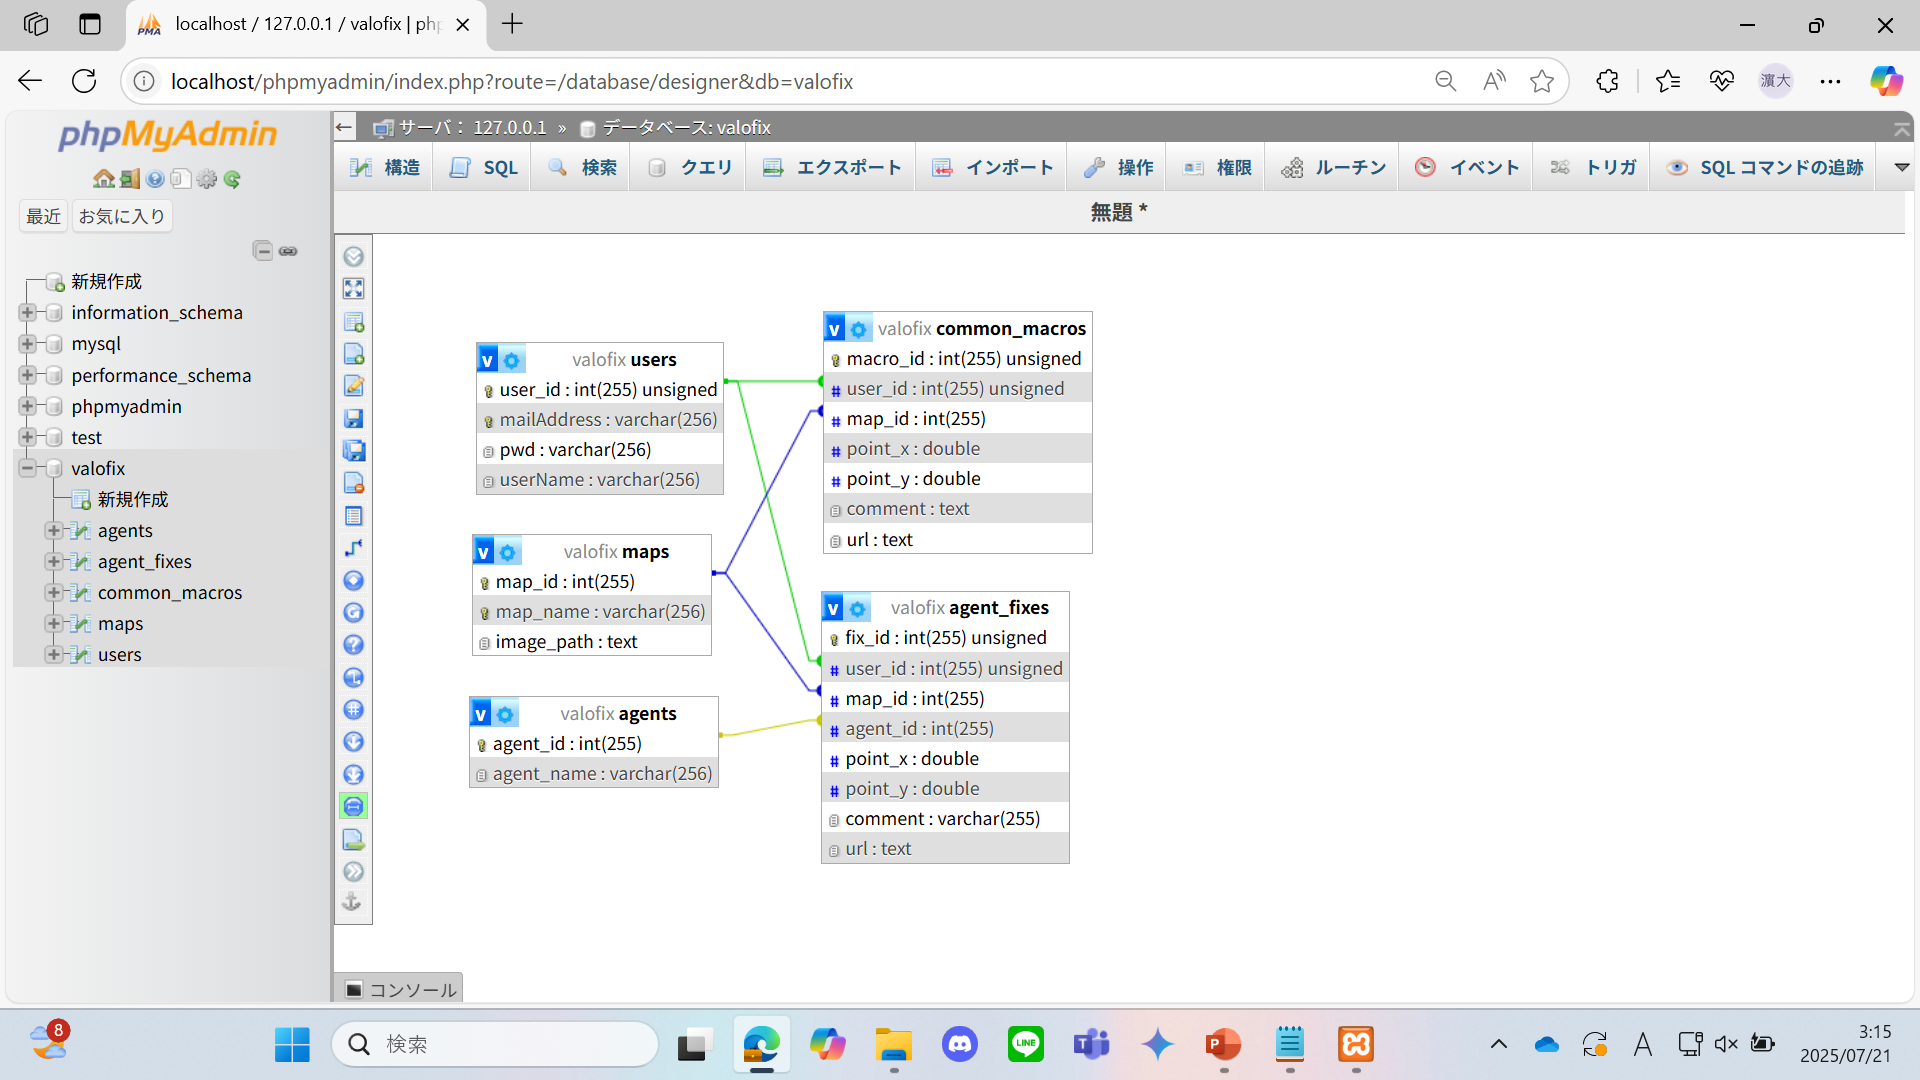 localhost / 127.0.0.1 / valofix | php
localhost/phpmyadmin/index.php?route=/database/designer&db=valofix
濵大
phpMyAdmin
最近
お気に入り
新規作成
information_schema
mysql
performance_schema
phpmyadmin
test
valofix
新規作成
agents
agent_fixes
common_macros
maps
users
サーバ： 127.0.0.1 » データベース: valofix
構造 SQL 検索 クエリ エクスポート インポート 操作 権限 ルーチン イベント トリガ SQL コマンドの追跡
無題 *
v valofix users
user_id : int(255) unsigned
mailAddress : varchar(256)
pwd : varchar(256)
userName : varchar(256)
v valofix maps
map_id : int(255)
map_name : varchar(256)
image_path : text
v valofix agents
agent_id : int(255)
agent_name : varchar(256)
v valofix common_macros
macro_id : int(255) unsigned
# user_id : int(255) unsigned
# map_id : int(255)
# point_x : double
# point_y : double
comment : text
url : text
v valofix agent_fixes
fix_id : int(255) unsigned
# user_id : int(255) unsigned
# map_id : int(255)
# agent_id : int(255)
# point_x : double
# point_y : double
comment : varchar(255)
url : text
コンソール
8
検索
LINE
A
3:15
2025/07/21